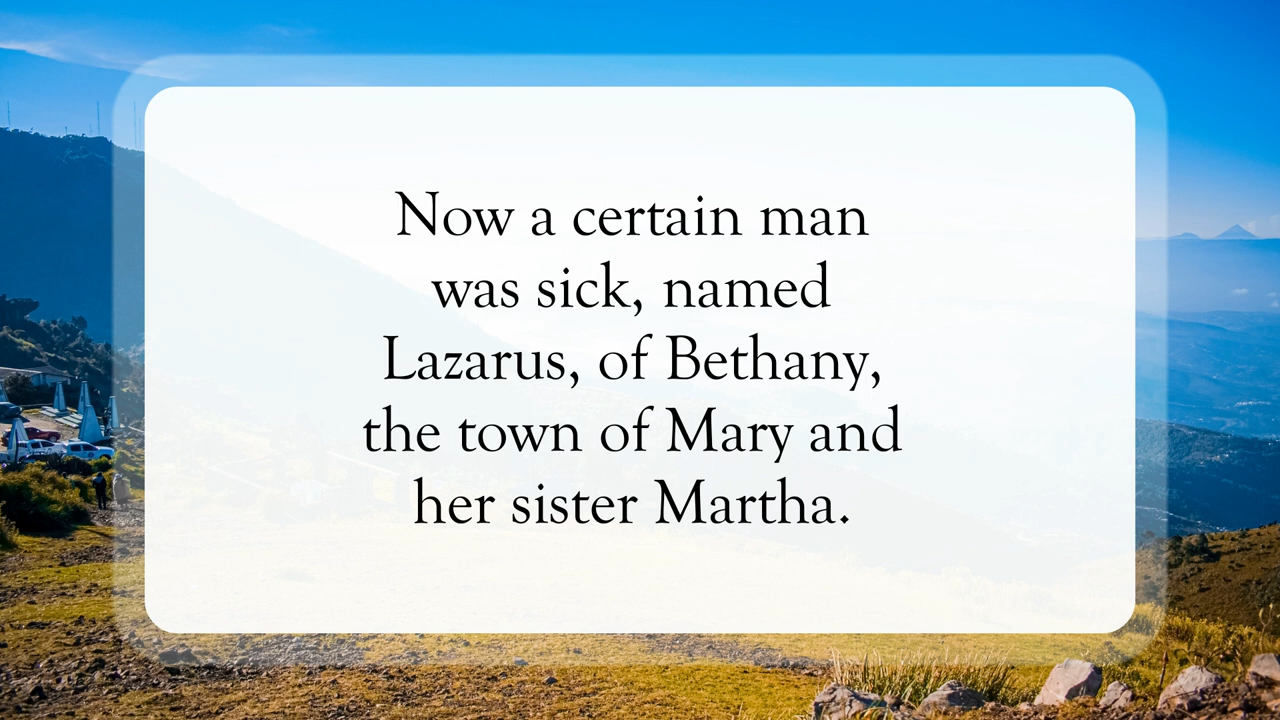 Now a certain man
was sick, named
Lazarus, of Bethany,
the town of Mary and
her sister Martha.